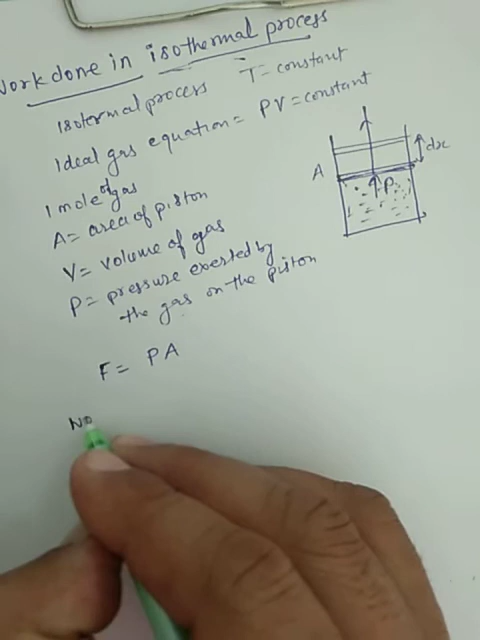 Work done in isothermal process
Isotermal process T = constant
Ideal gas equation = PV = constant
1 mole of gas
A = area of piston
V = volume of gas
P = pressure exerted by
the gas on the piston
F = PA
A
P
dx